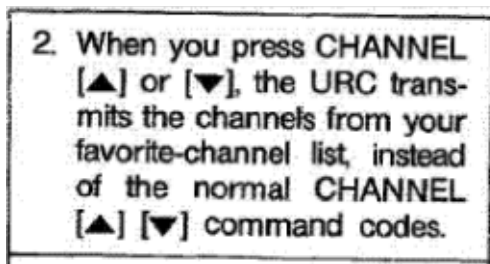 2. When you press CHANNEL
[▲] or [▼], the URC trans-
mits the channels from your
favorite-channel list, instead
of the normal CHANNEL
[▲] [▼] command codes.